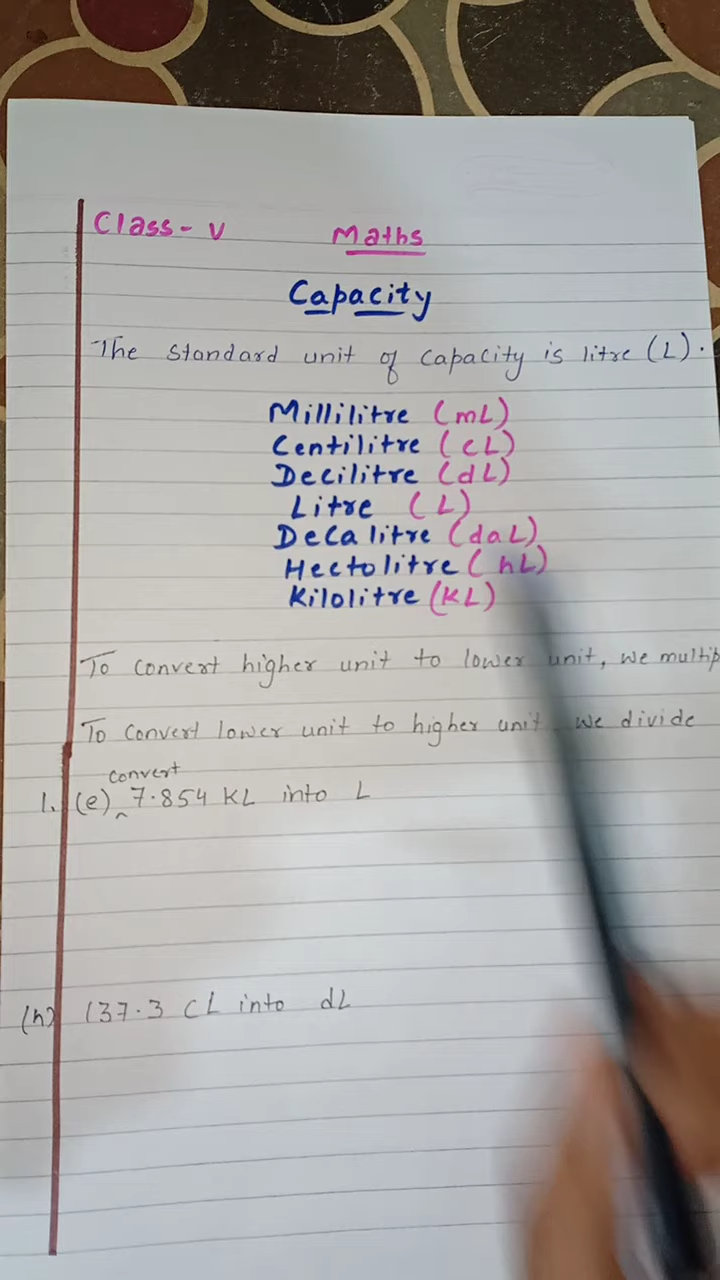 Class - V Maths
Capacity
The standard unit of capacity is litre (L).
Millilitre (mL)
Centilitre (cL)
Decilitre (dL)
Litre (L)
Decalitre (daL)
Hectolitre (hL)
Kilolitre (KL)
To convert higher unit to lower unit, we multip
To convert lower unit to higher unit we divide
convert
1. (e) ^ 7.854 KL into L
(h) 137.3 CL into dL